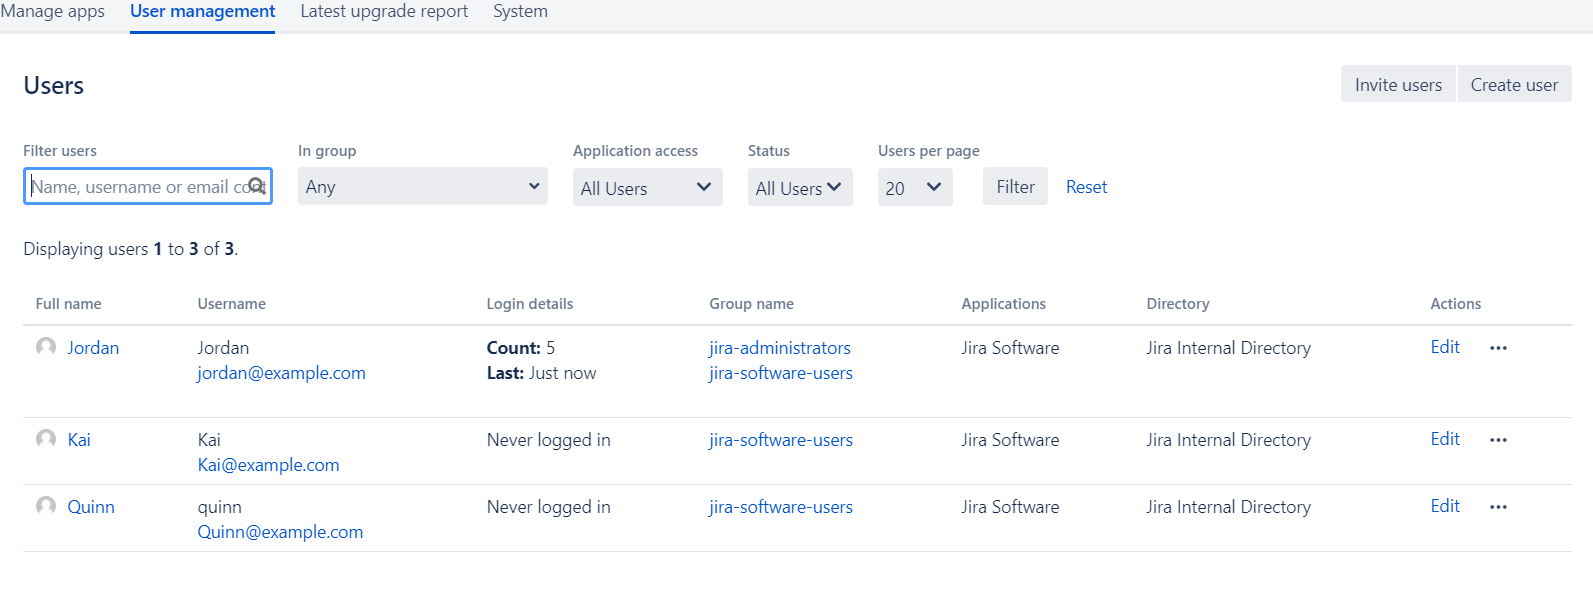 Manage apps User management Latest upgrade report System
Users Invite users Create user
Filter users In group Application access Status Users per page
Name, username or email Any All Users All Users 20 Filter Reset
Displaying users 1 to 3 of 3.
Full name Username Login details Group name Applications Directory Actions
Jordan Jordan Count: 5 jira-administrators Jira Software Jira Internal Directory Edit •••
jordan@example.com Last: Just now jira-software-users
Kai Kai Never logged in jira-software-users Jira Software Jira Internal Directory Edit •••
Kai@example.com
Quinn quinn Never logged in jira-software-users Jira Software Jira Internal Directory Edit •••
Quinn@example.com